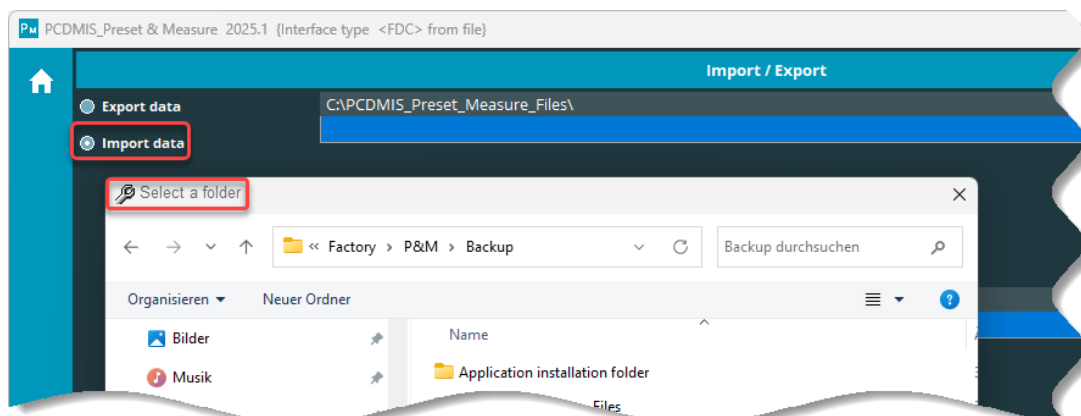 PM PCDMIS_Preset & Measure 2025.1 {Interface type <FDC> from file}
Import / Export
Export data
C:\PCDMIS_Preset_Measure_Files\
Import data
Select a folder
« Factory > P&M > Backup
Backup durchsuchen
Organisieren
Neuer Ordner
?
Name
Bilder
Application installation folder
Musik
Files